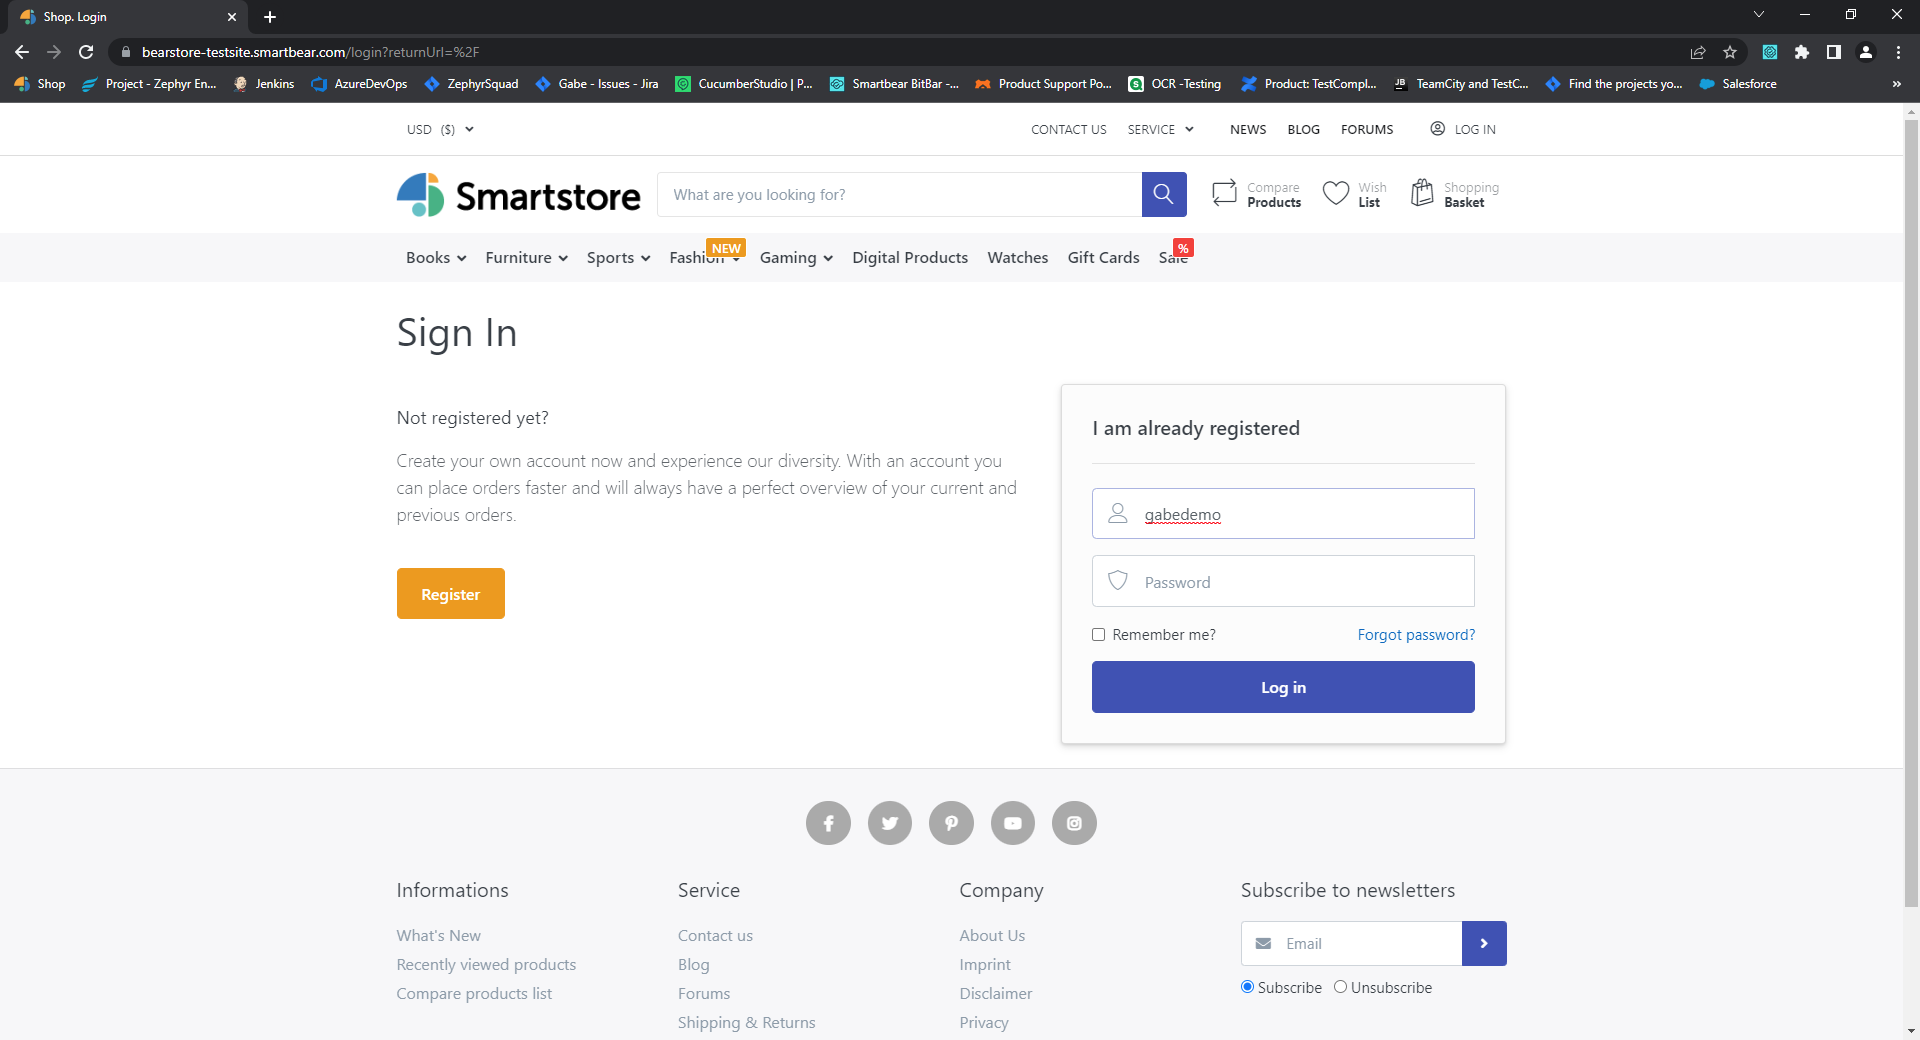 Shop. Login
bearstore-testsite.smartbear.com/login?returnUrl=%2F
Shop Project - Zephyr En... Jenkins AzureDevOps ZephyrSquad Gabe - Issues - Jira CucumberStudio | P... Smartbear BitBar -... Product Support Po... OCR -Testing Product: TestCompl... TeamCity and TestC... Find the projects yo... Salesforce »
USD ($) CONTACT US SERVICE NEWS BLOG FORUMS LOG IN
Smartstore What are you looking for? Compare Products Wish List Shopping Basket
Books Furniture Sports Fashion NEW Gaming Digital Products Watches Gift Cards Sale %
Sign In
Not registered yet?
Create your own account now and experience our diversity. With an account you
can place orders faster and will always have a perfect overview of your current and
previous orders.
Register
I am already registered
gabedemo
Password
Remember me? Forgot password?
Log in
Informations
What's New
Recently viewed products
Compare products list
Service
Contact us
Blog
Forums
Shipping & Returns
Company
About Us
Imprint
Disclaimer
Privacy
Subscribe to newsletters
Email
Subscribe Unsubscribe